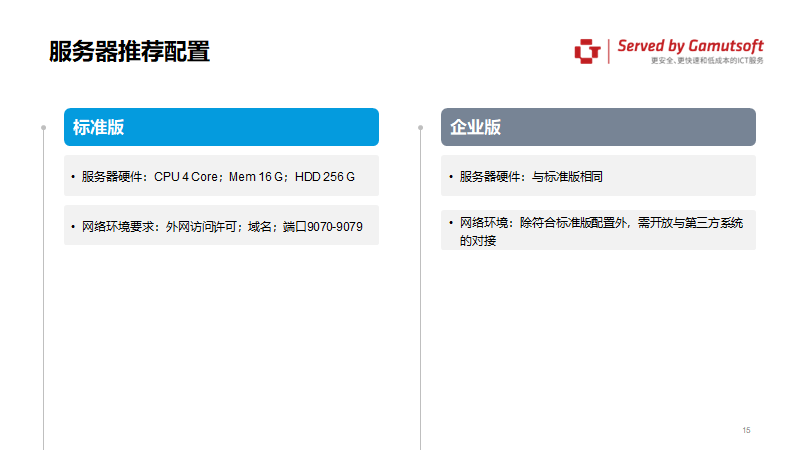 服务器推荐配置
Served by Gamutsoft
更安全、更快速和低成本的ICT服务
标准版
• 服务器硬件：CPU 4 Core；Mem 16 G；HDD 256 G
• 网络环境要求：外网访问许可；域名；端口9070-9079
企业版
• 服务器硬件：与标准版相同
• 网络环境：除符合标准版配置外，需开放与第三方系统
的对接
15